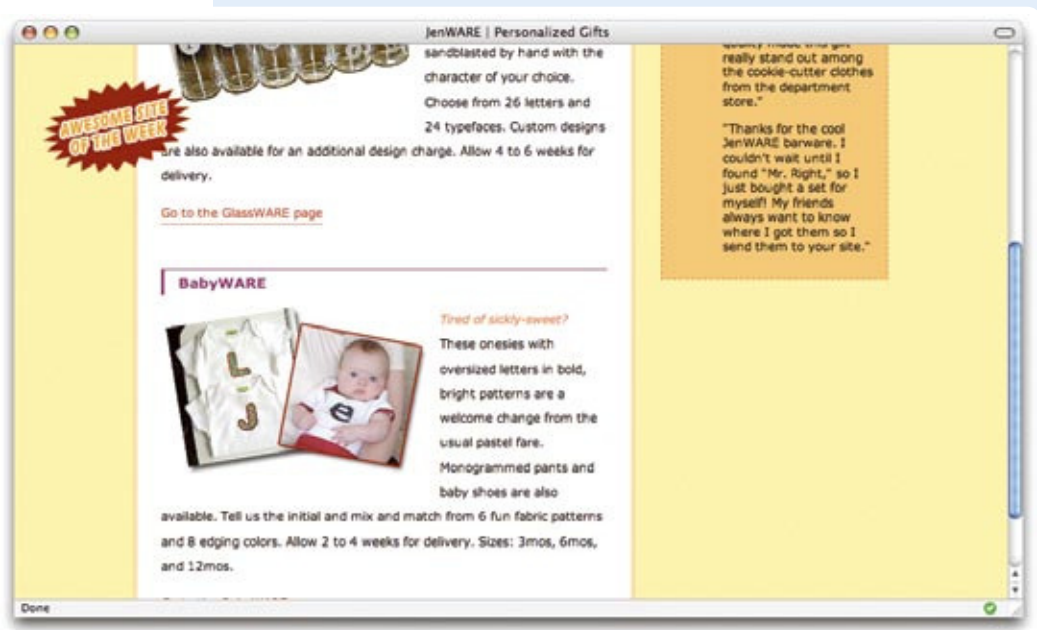 JenWARE | Personalized Gifts
sandblasted by hand with the
character of your choice.
Choose from 26 letters and
24 typefaces. Custom designs
are also available for an additional design charge. Allow 4 to 6 weeks for
delivery.
Go to the GlassWARE page
AWESOME SITE
OF THE WEEK
BabyWARE
L
J
e
Tired of sickly-sweet?
These onesies with
oversized letters in bold,
bright patterns are a
welcome change from the
usual pastel fare.
Monogrammed pants and
baby shoes are also
available. Tell us the initial and mix and match from 6 fun fabric patterns
and 8 edging colors. Allow 2 to 4 weeks for delivery. Sizes: 3mos, 6mos,
and 12mos.
quality made this gift
really stand out among
the cookie-cutter clothes
from the department
store."
"Thanks for the cool
JenWARE barware. I
couldn't wait until I
found "Mr. Right," so I
just bought a set for
myself! My friends
always want to know
where I got them so I
send them to your site."
Done